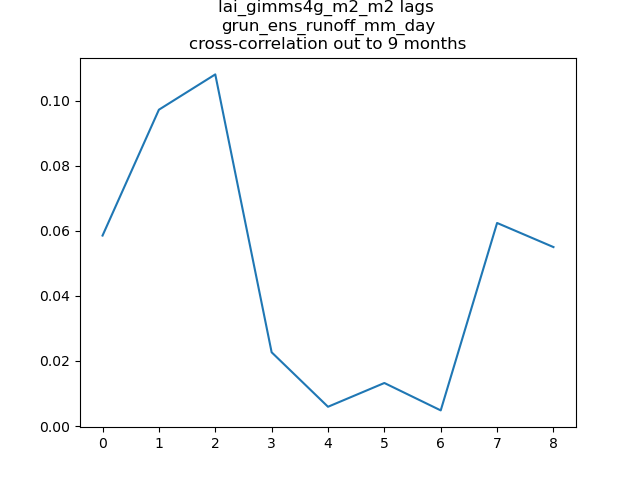 lai_gimms4g_m2_m2 lags
grun_ens_runoff_mm_day
cross-correlation out to 9 months
0.10
0.08
0.06
0.04
0.02
0.00
0 1 2 3 4 5 6 7 8